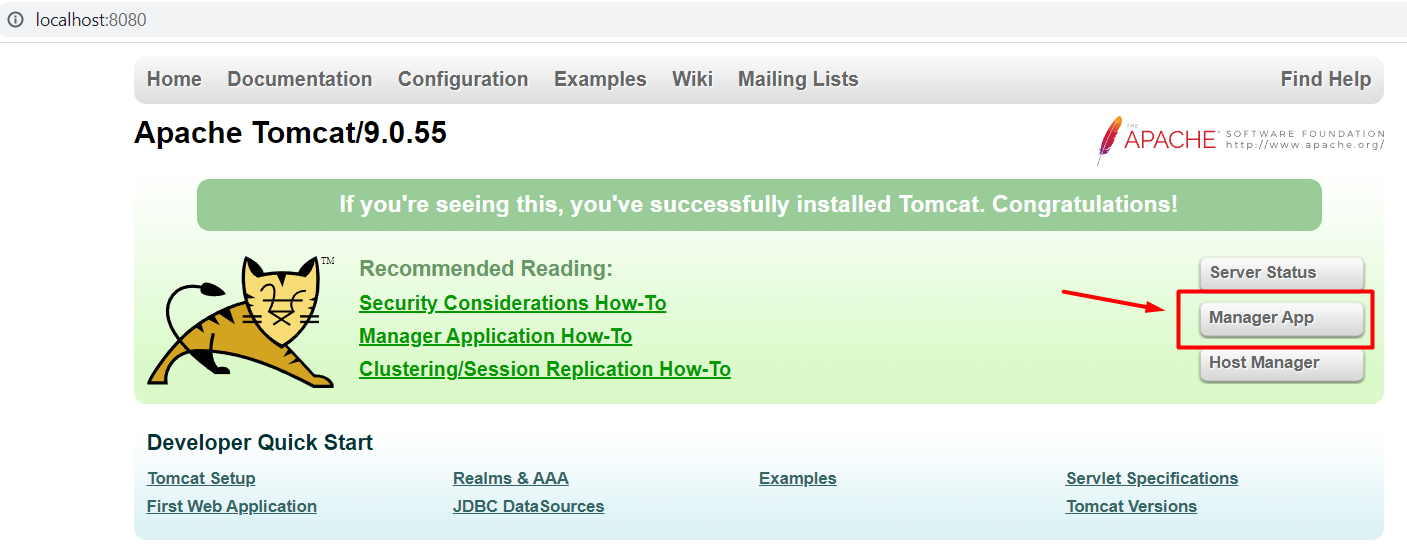 localhost:8080
Home Documentation Configuration Examples Wiki Mailing Lists Find Help
Apache Tomcat/9.0.55
THE APACHE® SOFTWARE FOUNDATION
http://www.apache.org/
If you're seeing this, you've successfully installed Tomcat. Congratulations!
TM
Recommended Reading:
Security Considerations How-To
Manager Application How-To
Clustering/Session Replication How-To
Server Status
Manager App
Host Manager
Developer Quick Start
Tomcat Setup
First Web Application
Realms & AAA
JDBC DataSources
Examples
Servlet Specifications
Tomcat Versions